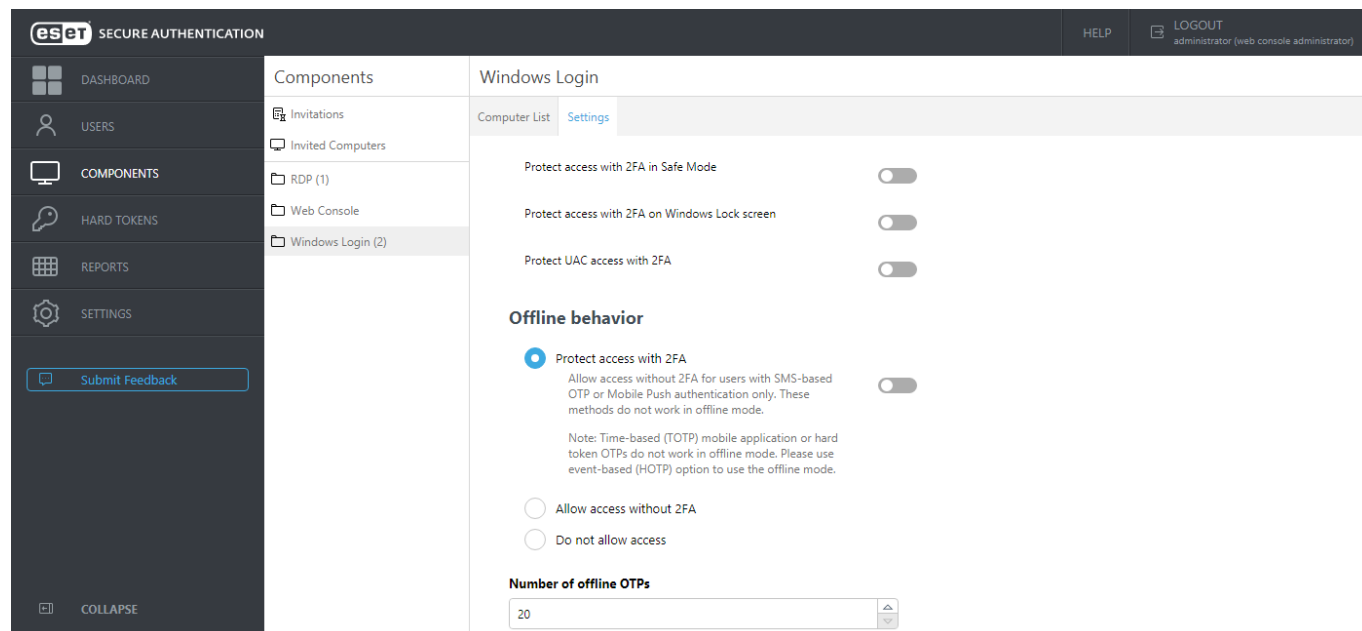 eset SECURE AUTHENTICATION
HELP
LOGOUT
administrator (web console administrator)
DASHBOARD
USERS
COMPONENTS
HARD TOKENS
REPORTS
SETTINGS
Submit Feedback
COLLAPSE
Components
Invitations
Invited Computers
RDP (1)
Web Console
Windows Login (2)
Windows Login
Computer List
Settings
Protect access with 2FA in Safe Mode
Protect access with 2FA on Windows Lock screen
Protect UAC access with 2FA
Offline behavior
Protect access with 2FA
Allow access without 2FA for users with SMS-based
OTP or Mobile Push authentication only. These
methods do not work in offline mode.
Note: Time-based (TOTP) mobile application or hard
token OTPs do not work in offline mode. Please use
event-based (HOTP) option to use the offline mode.
Allow access without 2FA
Do not allow access
Number of offline OTPs
20